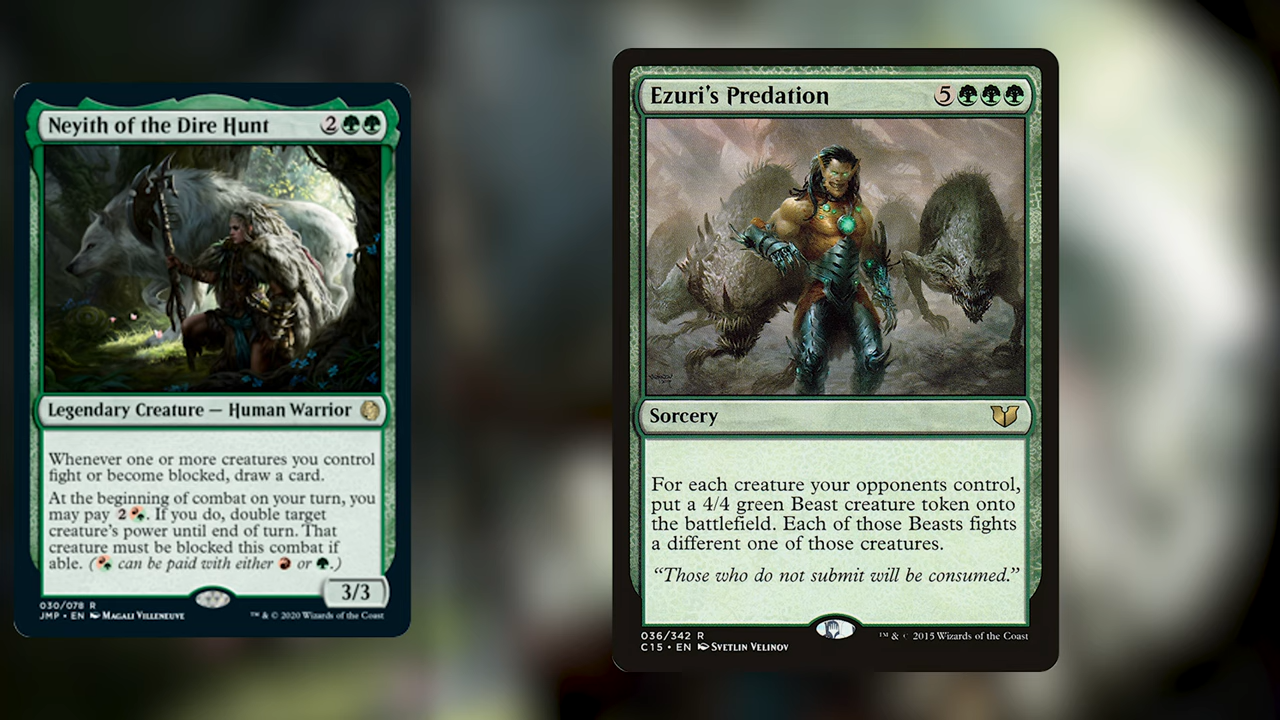 Neyith of the Dire Hunt 2
Legendary Creature — Human Warrior
Whenever one or more creatures you control
fight or become blocked, draw a card.
At the beginning of combat on your turn, you
may pay 2 . If you do, double target
creature's power until end of turn. That
creature must be blocked this combat if
able. ( can be paid with either or .)
3/3
030/078 R
JMP • EN MAGALI VILLENEUVE
™ & © 2020 Wizards of the Coast
Ezuri's Predation 5
Sorcery
For each creature your opponents control,
put a 4/4 green Beast creature token onto
the battlefield. Each of those Beasts fights
a different one of those creatures.
“Those who do not submit will be consumed.”
036/342 R
C15 • EN SVETLIN VELINOV
™ & © 2015 Wizards of the Coast